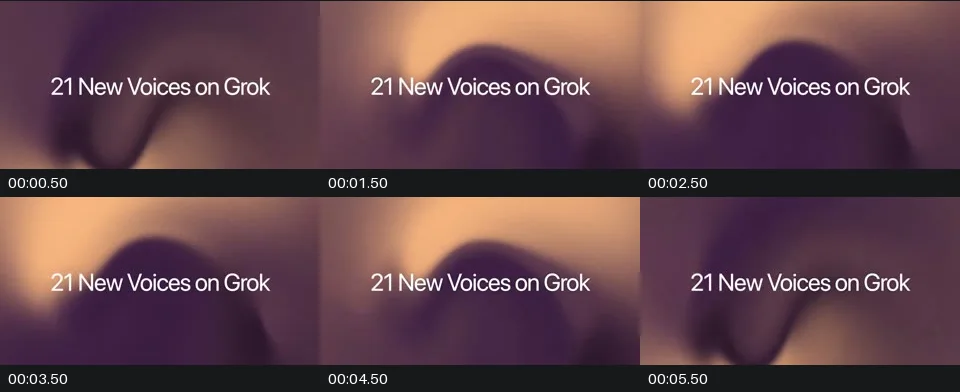 21 New Voices on Grok
21 New Voices on Grok
21 New Voices on Grok
00:00.50
00:01.50
00:02.50
21 New Voices on Grok
21 New Voices on Grok
21 New Voices on Grok
00:03.50
00:04.50
00:05.50